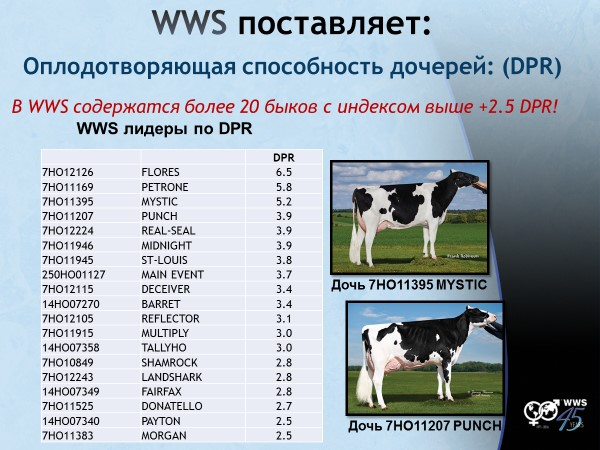 WWS поставляет:
Оплодотворяющая способность дочерей: (DPR)
В WWS содержатся более 20 быков с индексом выше +2.5 DPR!
WWS лидеры по DPR
DPR
7HO12126 FLORES 6.5
7HO11169 PETRONE 5.8
7HO11395 MYSTIC 5.2
7HO11207 PUNCH 3.9
7HO12224 REAL-SEAL 3.9
7HO11946 MIDNIGHT 3.9
7HO11945 ST-LOUIS 3.8
250HO01127 MAIN EVENT 3.7
7HO12115 DECEIVER 3.4
14HO07270 BARRET 3.4
7HO12105 REFLECTOR 3.1
7HO11915 MULTIPLY 3.0
14HO07358 TALLYHO 3.0
7HO10849 SHAMROCK 2.8
7HO12243 LANDSHARK 2.8
14HO07349 FAIRFAX 2.8
7HO11525 DONATELLO 2.7
14HO07340 PAYTON 2.5
7HO11383 MORGAN 2.5
Дочь 7HO11395 MYSTIC
Дочь 7HO11207 PUNCH
WWS
45
YEARS